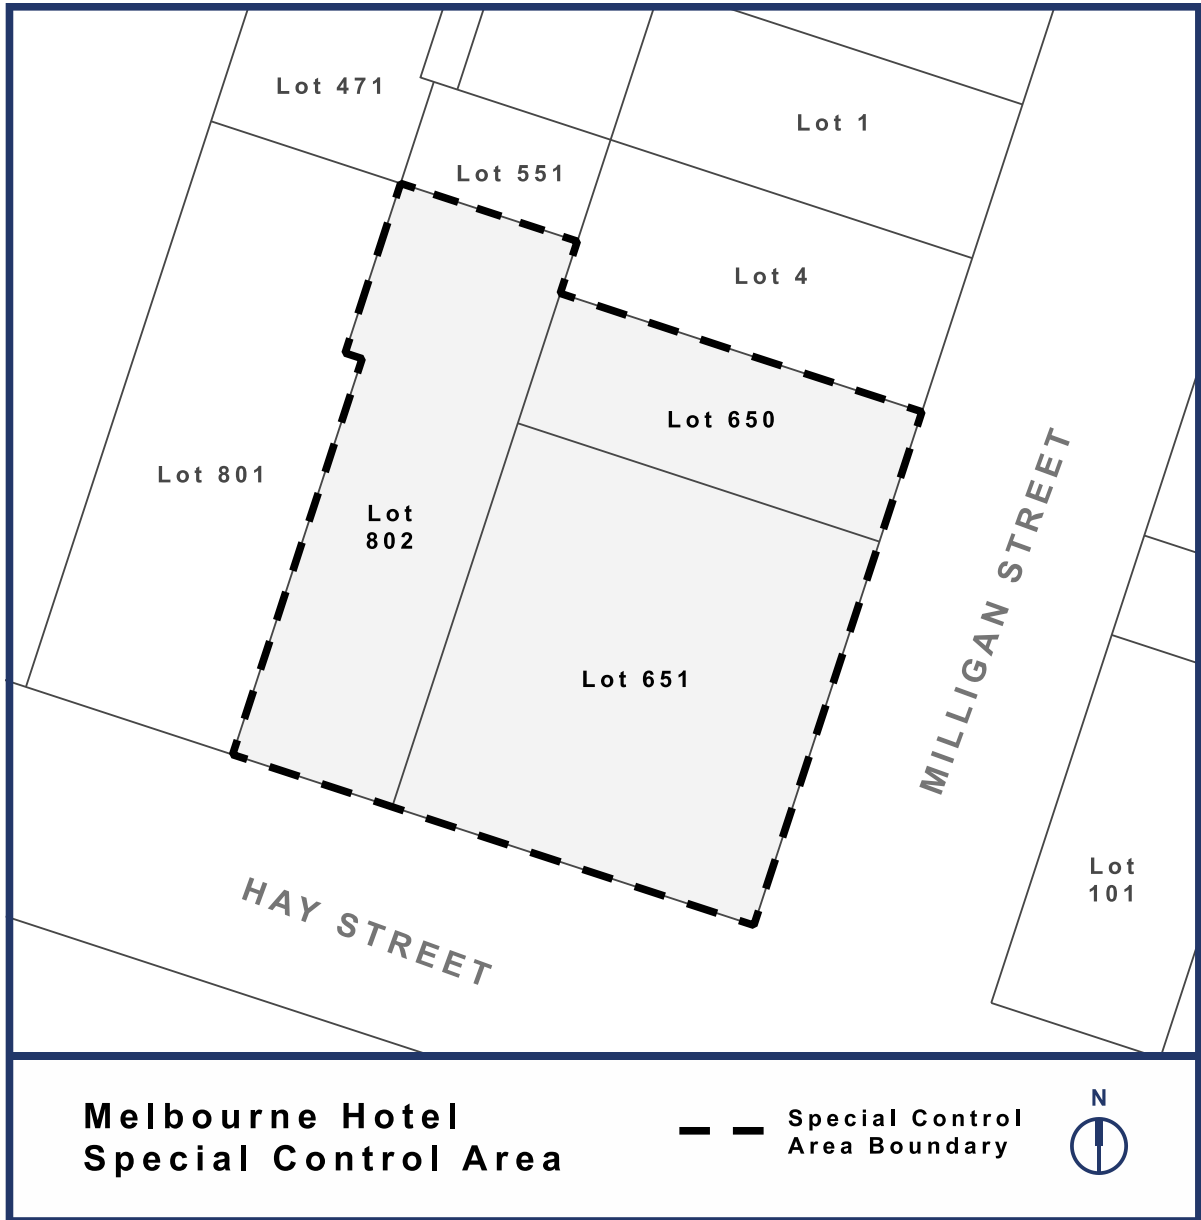 Lot 471
Lot 1
Lot 551
Lot 4
Lot 650
Lot 801
Lot
802
MILLIGAN STREET
Lot 651
Lot
101
HAY STREET
Melbourne Hotel
Special Control Area
Special Control
Area Boundary
N